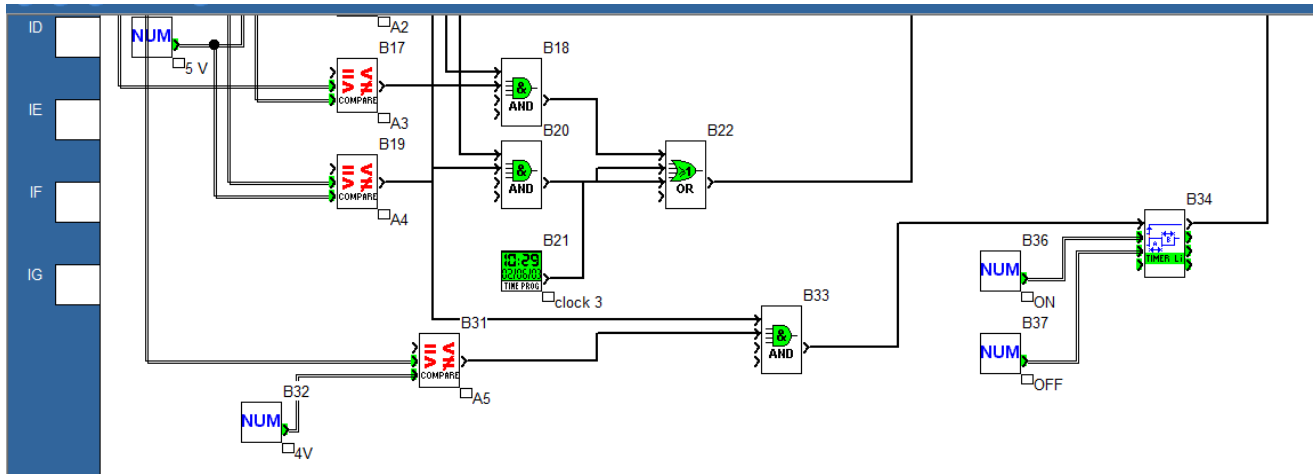 ID
NUM
5 V
A2
B17
COMPARE
A3
B18
&
AND
IE
B19
COMPARE
A4
B20
&
AND
B22
≥1
OR
IF
B21
10:29
02/06/03
TIME PROG
clock 3
B34
A
B
TIMER LI
B36
NUM
ON
IG
B31
COMPARE
A5
B33
&
AND
B37
NUM
OFF
B32
NUM
4V